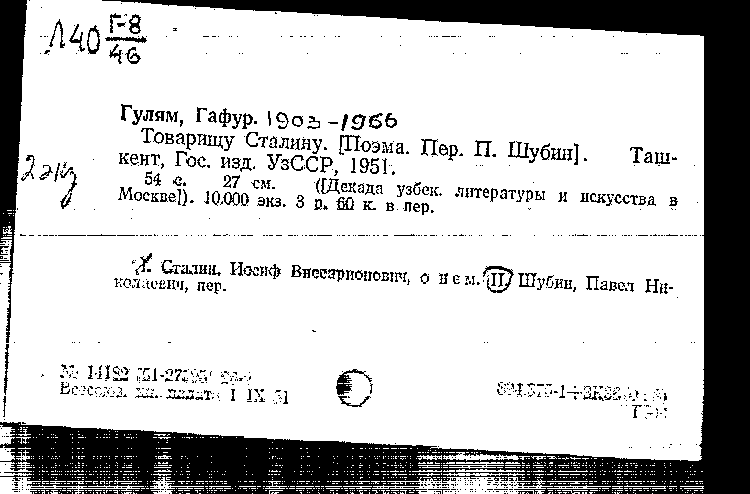 Л40 Г-8
46
Гулям, Гафур. 1903-1966
Товарищу Сталину. [Поэма. Пер. П. Шубин]. Таш-
кент, Гос. изд. УзССР, 1951.
2 экз
54 с. 27 см. ([Декада узбек. литературы и искусства в
Москве]). 10.000 экз. 3 р. 60 к. в пер.
I. Сталин, Иосиф Виссарионович, о нем. II. Шубин, Павел Ни-
колаевич, пер.
№ 14182
Всесоюз. кн. палата 1 IX 51